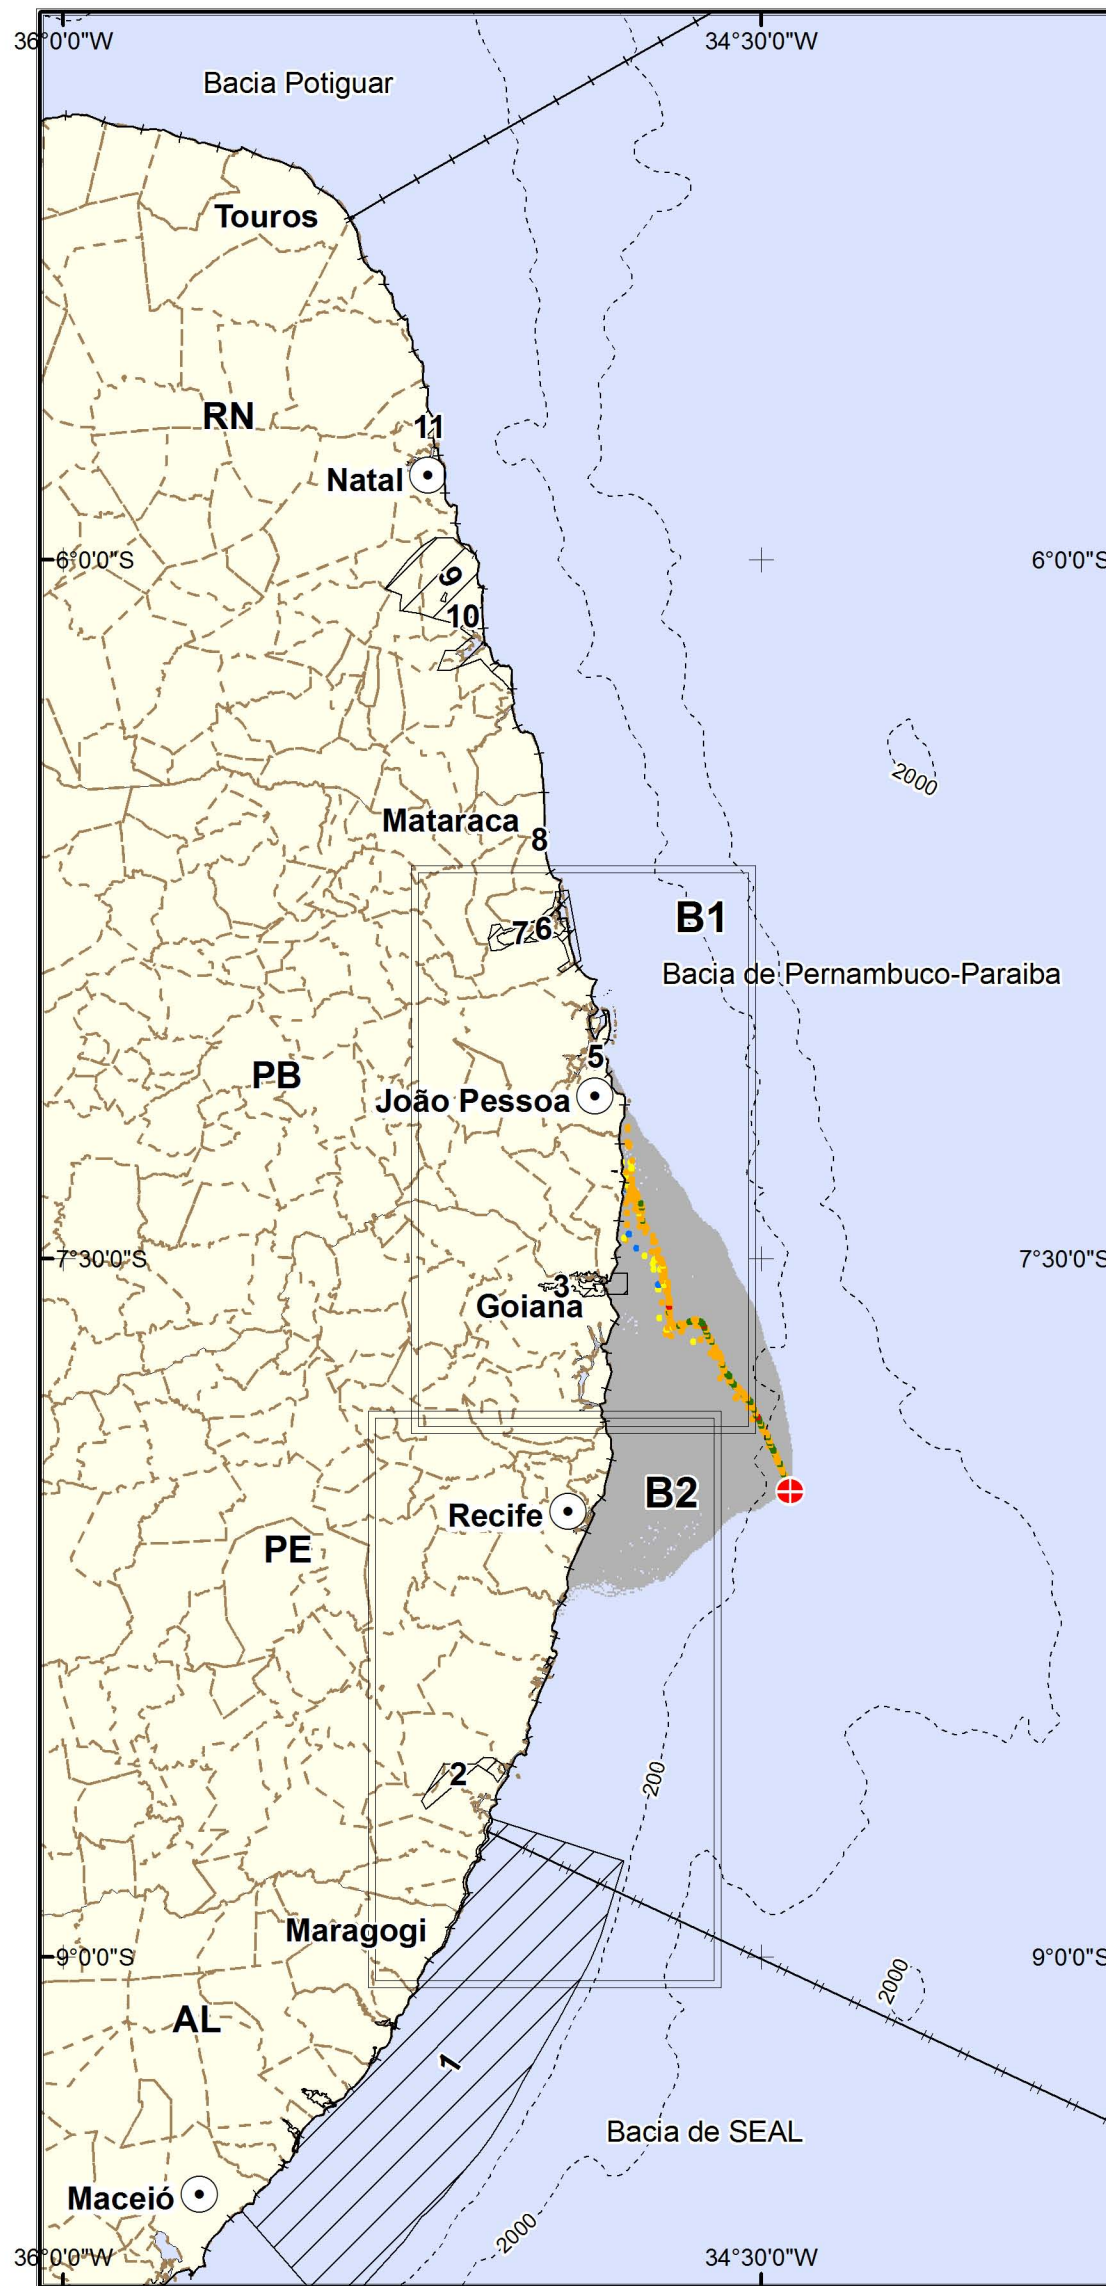 36°0'0"W
34°30'0"W
Bacia Potiguar
Touros
RN
11
Natal
6°0'0"S
6°0'0"S
9
10
2000
Mataraca
8
B1
7
6
Bacia de Pernambuco-Paraiba
5
PB
João Pessoa
7°30'0"S
7°30'0"S
3
Goiana
B2
Recife
PE
2
200
Maragogi
9°0'0"S
9°0'0"S
2000
AL
1
Bacia de SEAL
Maceió
2000
36°0'0"W
34°30'0"W